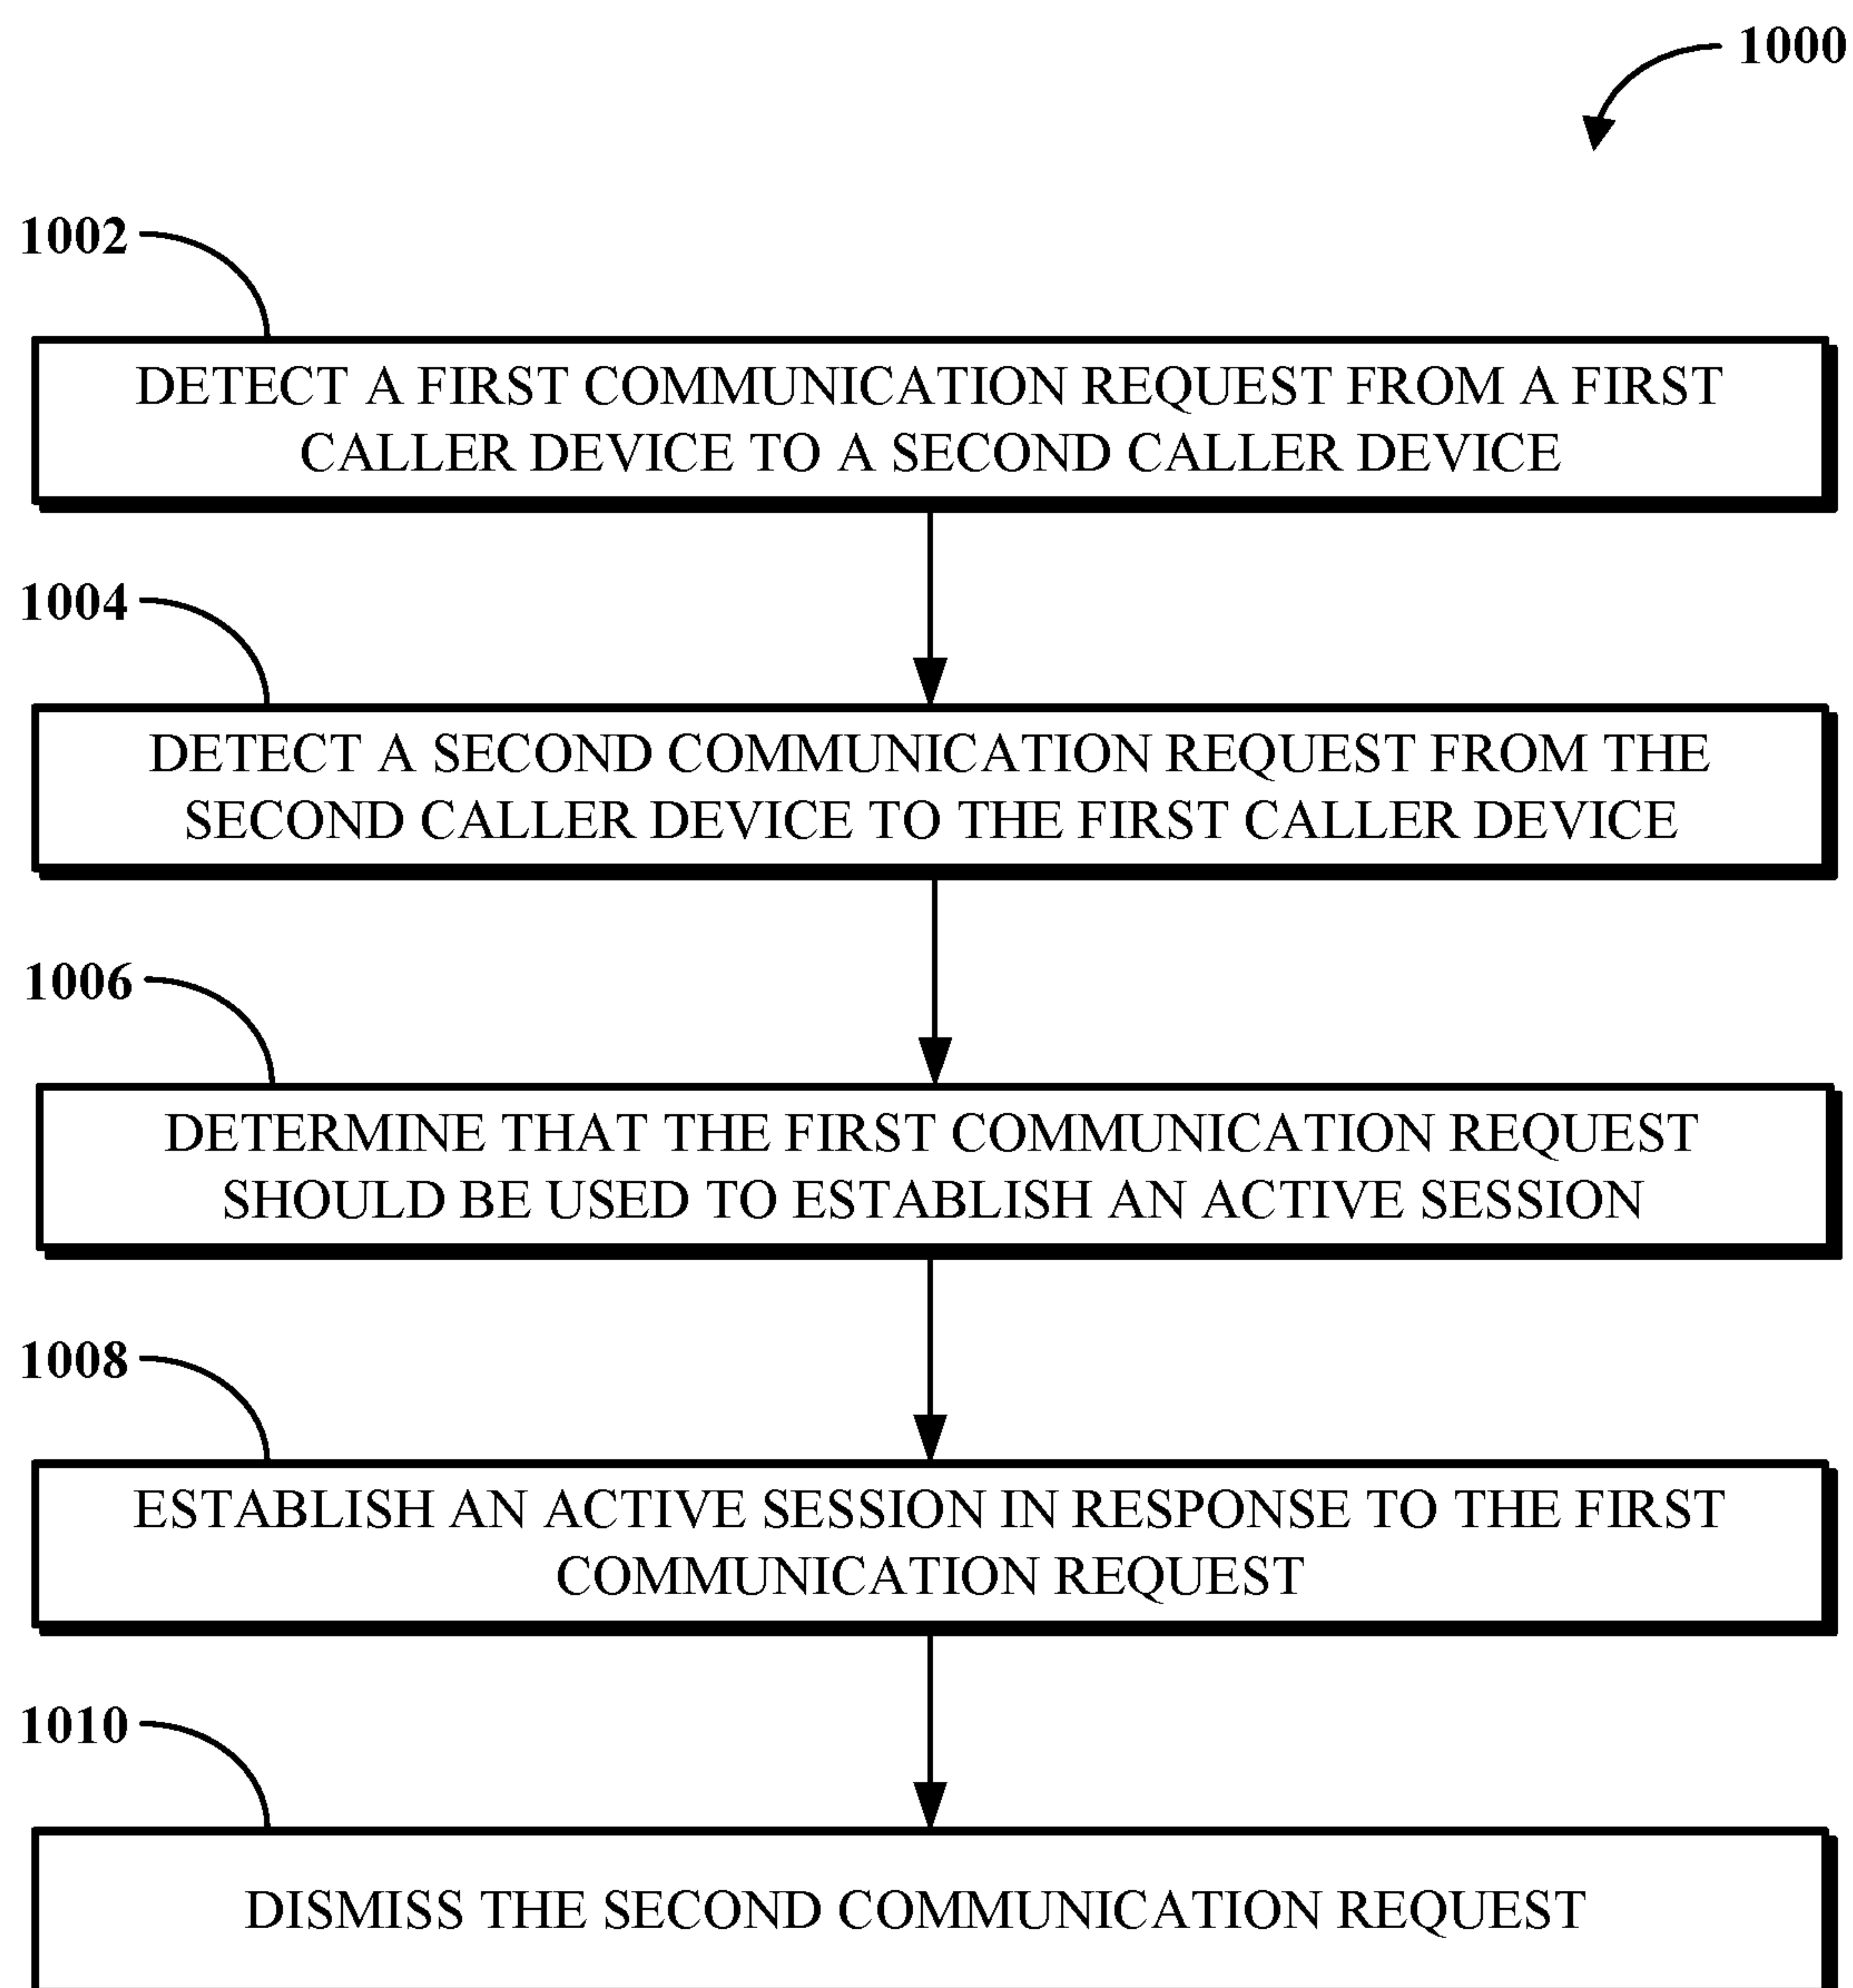 1000
1002
DETECT A FIRST COMMUNICATION REQUEST FROM A FIRST
CALLER DEVICE TO A SECOND CALLER DEVICE
1004
DETECT A SECOND COMMUNICATION REQUEST FROM THE
SECOND CALLER DEVICE TO THE FIRST CALLER DEVICE
1006
DETERMINE THAT THE FIRST COMMUNICATION REQUEST
SHOULD BE USED TO ESTABLISH AN ACTIVE SESSION
1008
ESTABLISH AN ACTIVE SESSION IN RESPONSE TO THE FIRST
COMMUNICATION REQUEST
1010
DISMISS THE SECOND COMMUNICATION REQUEST